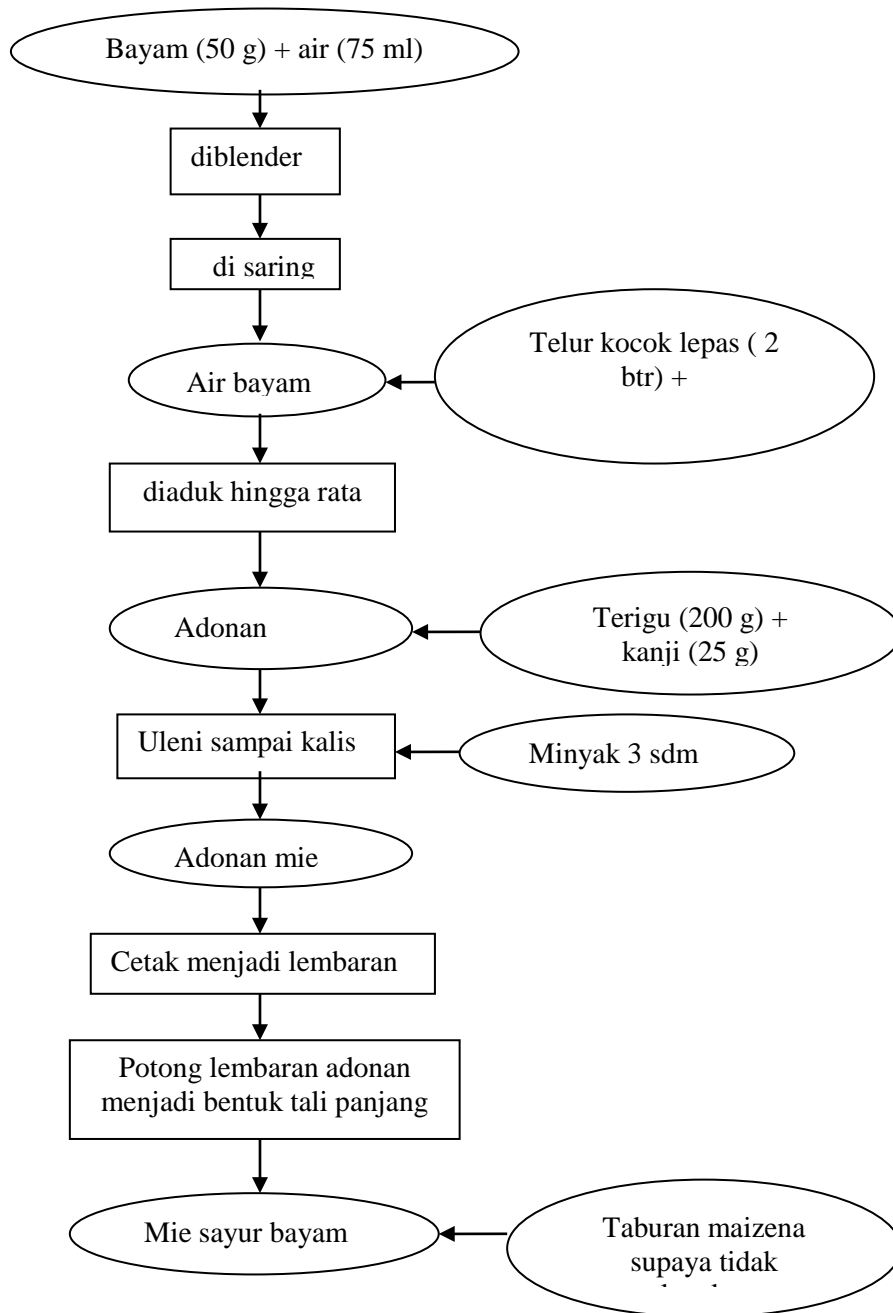 Bayam (50 g) + air (75 ml)
diblender
di saring
Telur kocok lepas ( 2
btr) +
Air bayam
diaduk hingga rata
Adonan
Terigu (200 g) +
kanji (25 g)
Uleni sampai kalis
Minyak 3 sdm
Adonan mie
Cetak menjadi lembaran
Potong lembaran adonan
menjadi bentuk tali panjang
Mie sayur bayam
Taburan maizena
supaya tidak